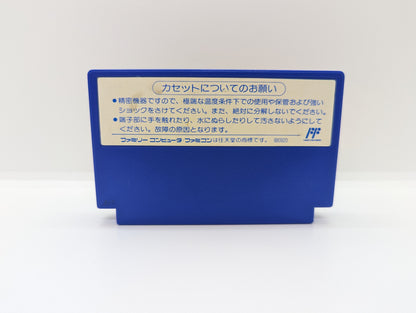 カセットについてのお願い
●精密機器ですので、極端な温度条件下での使用や保管および強い
ショックをさけてください。また、絶対に分解しないでください。
●端子部に手を触れたり、水にぬらしたりして汚さないようにして
ください。故障の原因となります。
ファミリー コンピュータ ファミコンは任天堂の商標です。